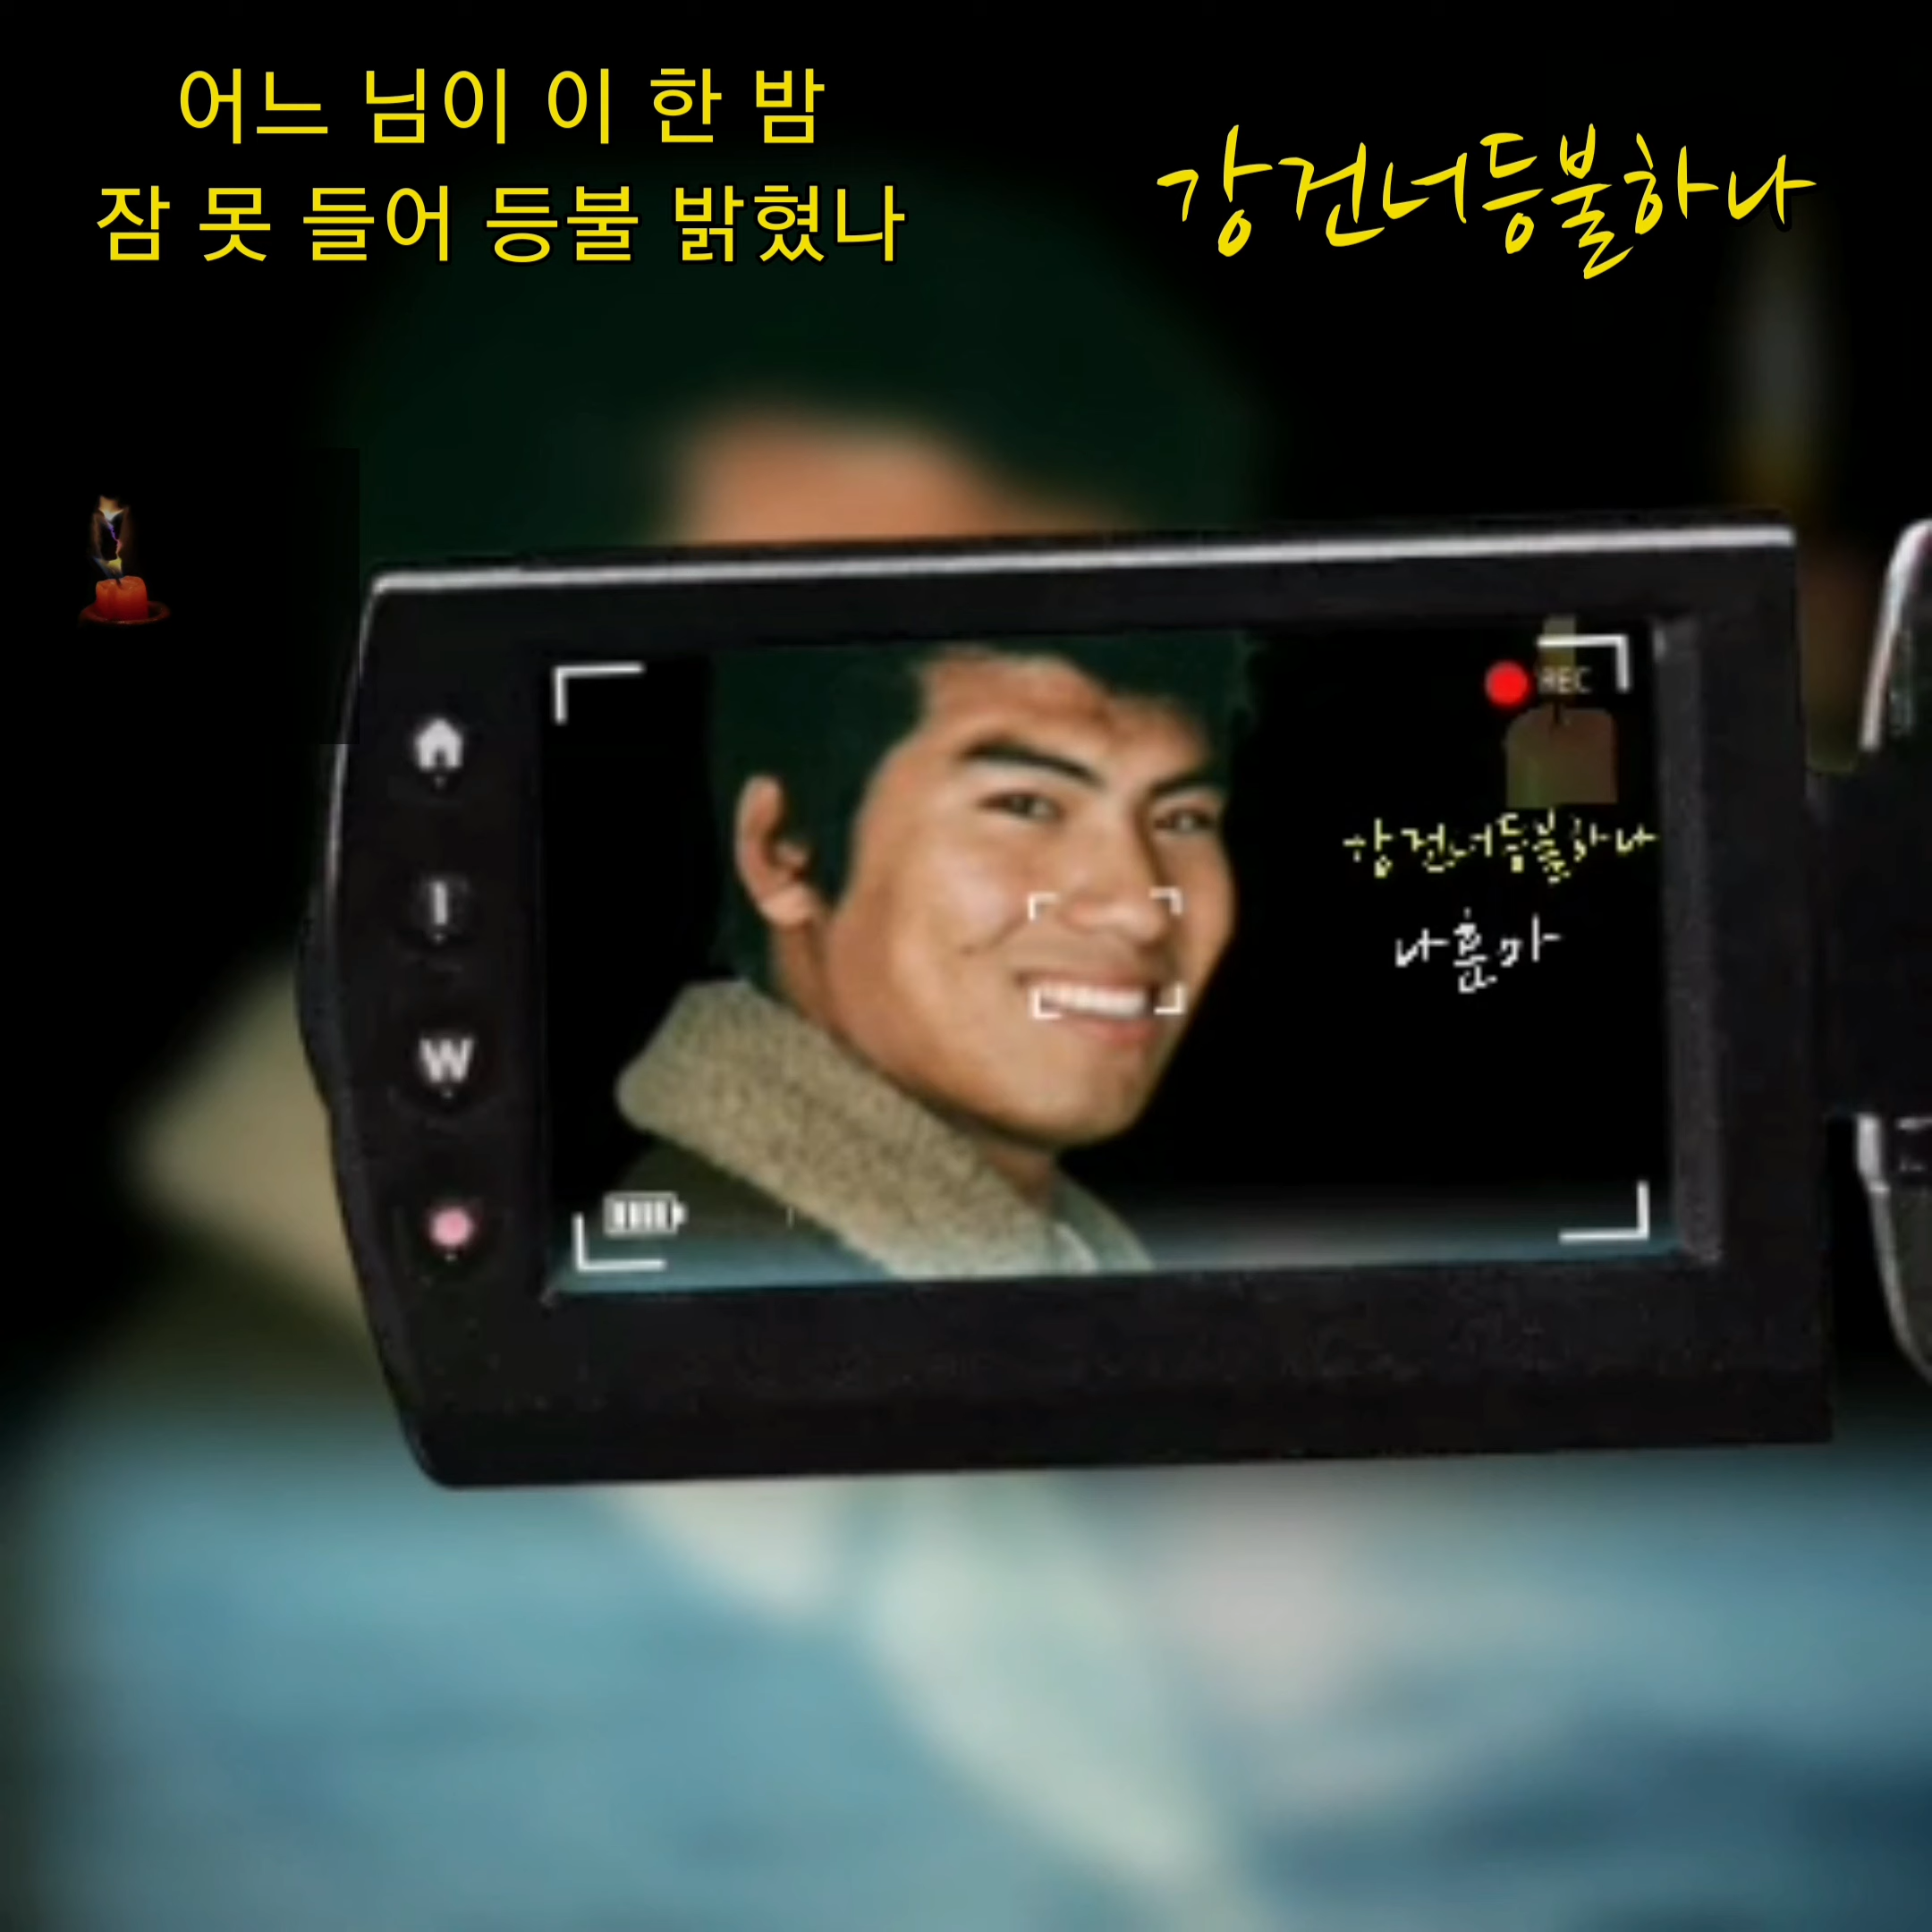 어느 님이 이 한 밤
잠 못 들어 등불 밝혔나
강건너등불하나
REC
강건너등불하나
나훈아
W